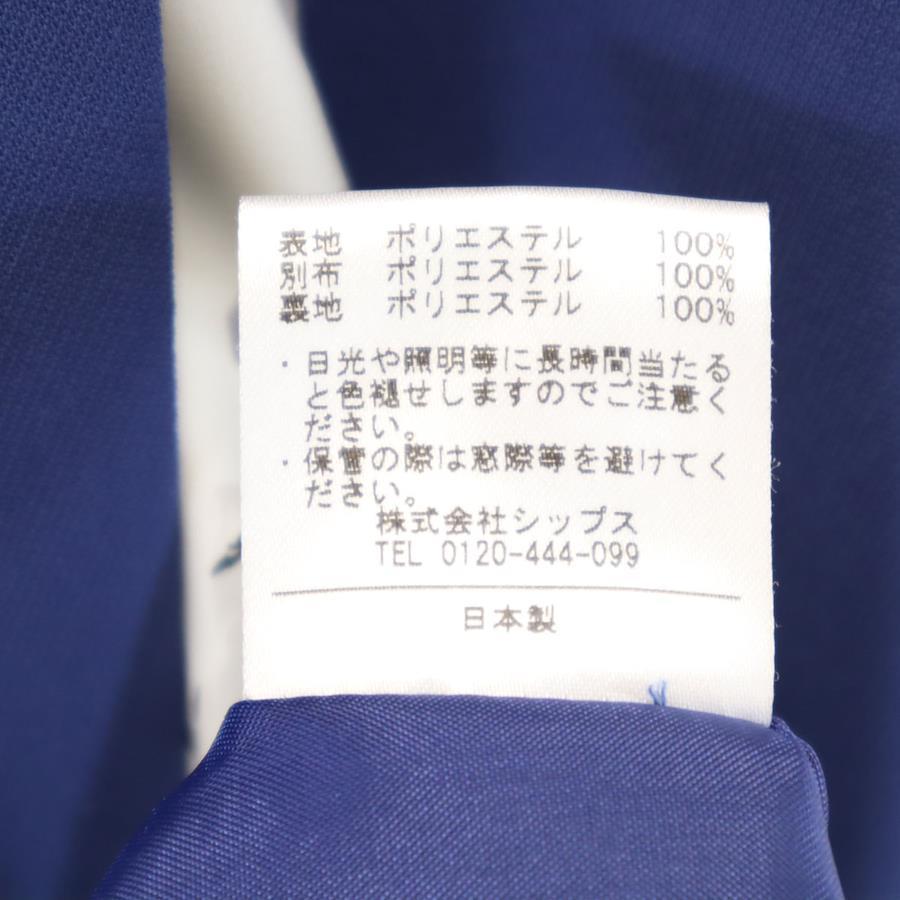 表地 ポリエステル 100%
別布 ポリエステル 100%
裏地 ポリエステル 100%
・日光や照明等に長時間当たる
と色褪せしますのでご注意く
ださい。
・保管の際は窓際等を避けてく
ださい。
株式会社シップス
TEL 0120-444-099
日本製